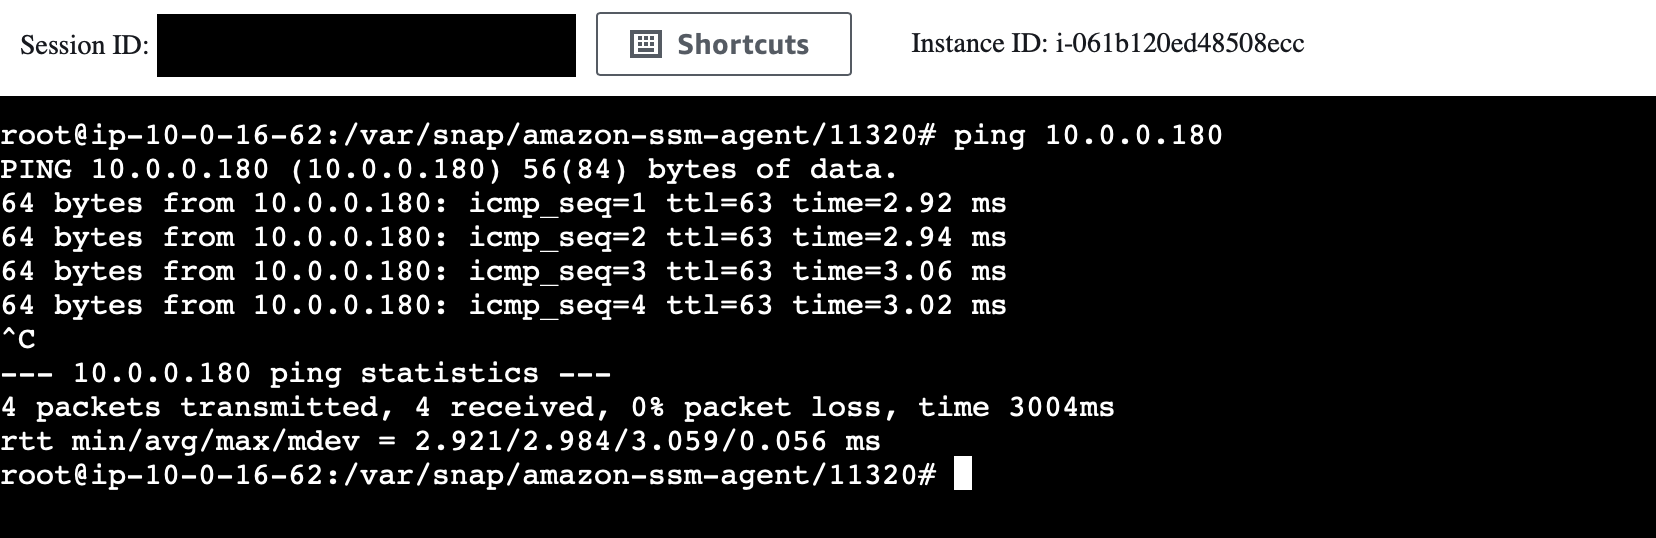 Session ID: Shortcuts Instance ID: i-061b120ed48508ecc
root@ip-10-0-16-62:/var/snap/amazon-ssm-agent/11320# ping 10.0.0.180
PING 10.0.0.180 (10.0.0.180) 56(84) bytes of data.
64 bytes from 10.0.0.180: icmp_seq=1 ttl=63 time=2.92 ms
64 bytes from 10.0.0.180: icmp_seq=2 ttl=63 time=2.94 ms
64 bytes from 10.0.0.180: icmp_seq=3 ttl=63 time=3.06 ms
64 bytes from 10.0.0.180: icmp_seq=4 ttl=63 time=3.02 ms
^C
--- 10.0.0.180 ping statistics ---
4 packets transmitted, 4 received, 0% packet loss, time 3004ms
rtt min/avg/max/mdev = 2.921/2.984/3.059/0.056 ms
root@ip-10-0-16-62:/var/snap/amazon-ssm-agent/11320#